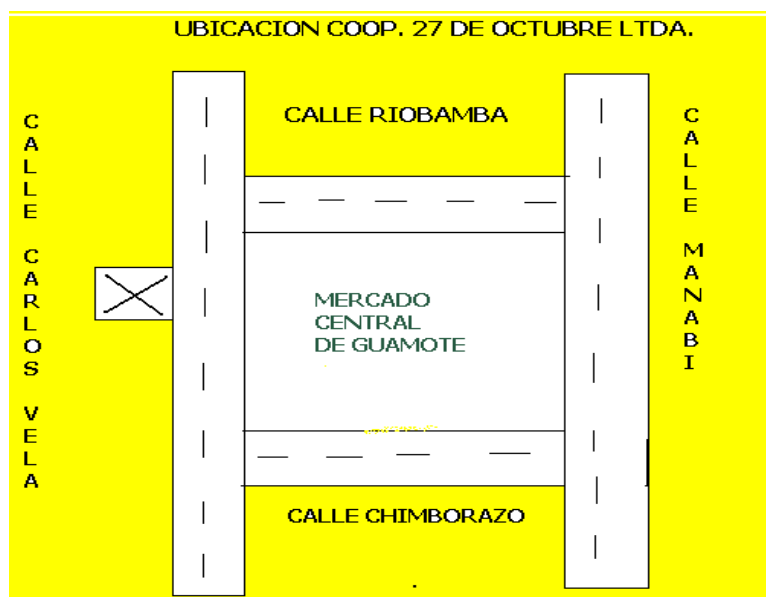 UBICACION COOP. 27 DE OCTUBRE LTDA.
CALLE RIOBAMBA
CALLE CARLOS VELA
CALLE MANABI
MERCADO
CENTRAL
DE GUAMOTE
CALLE CHIMBORAZO